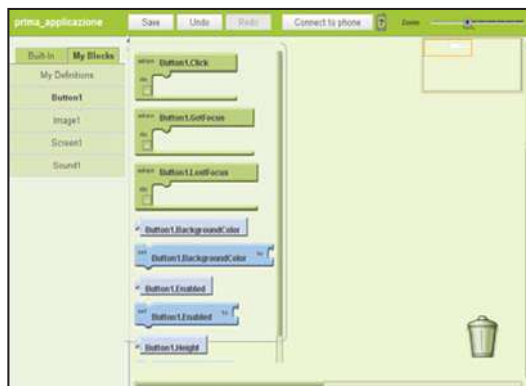 prima_applicazione Save Undo Redo Connect to phone ? Zoom
Built-In My Blocks
My Definitions
Button1
Image1
Screen1
Sound1
when Button1.Click
do
when Button1.GotFocus
do
when Button1.LostFocus
do
Button1.BackgroundColor
set Button1.BackgroundColor to
Button1.Enabled
set Button1.Enabled to
Button1.Height